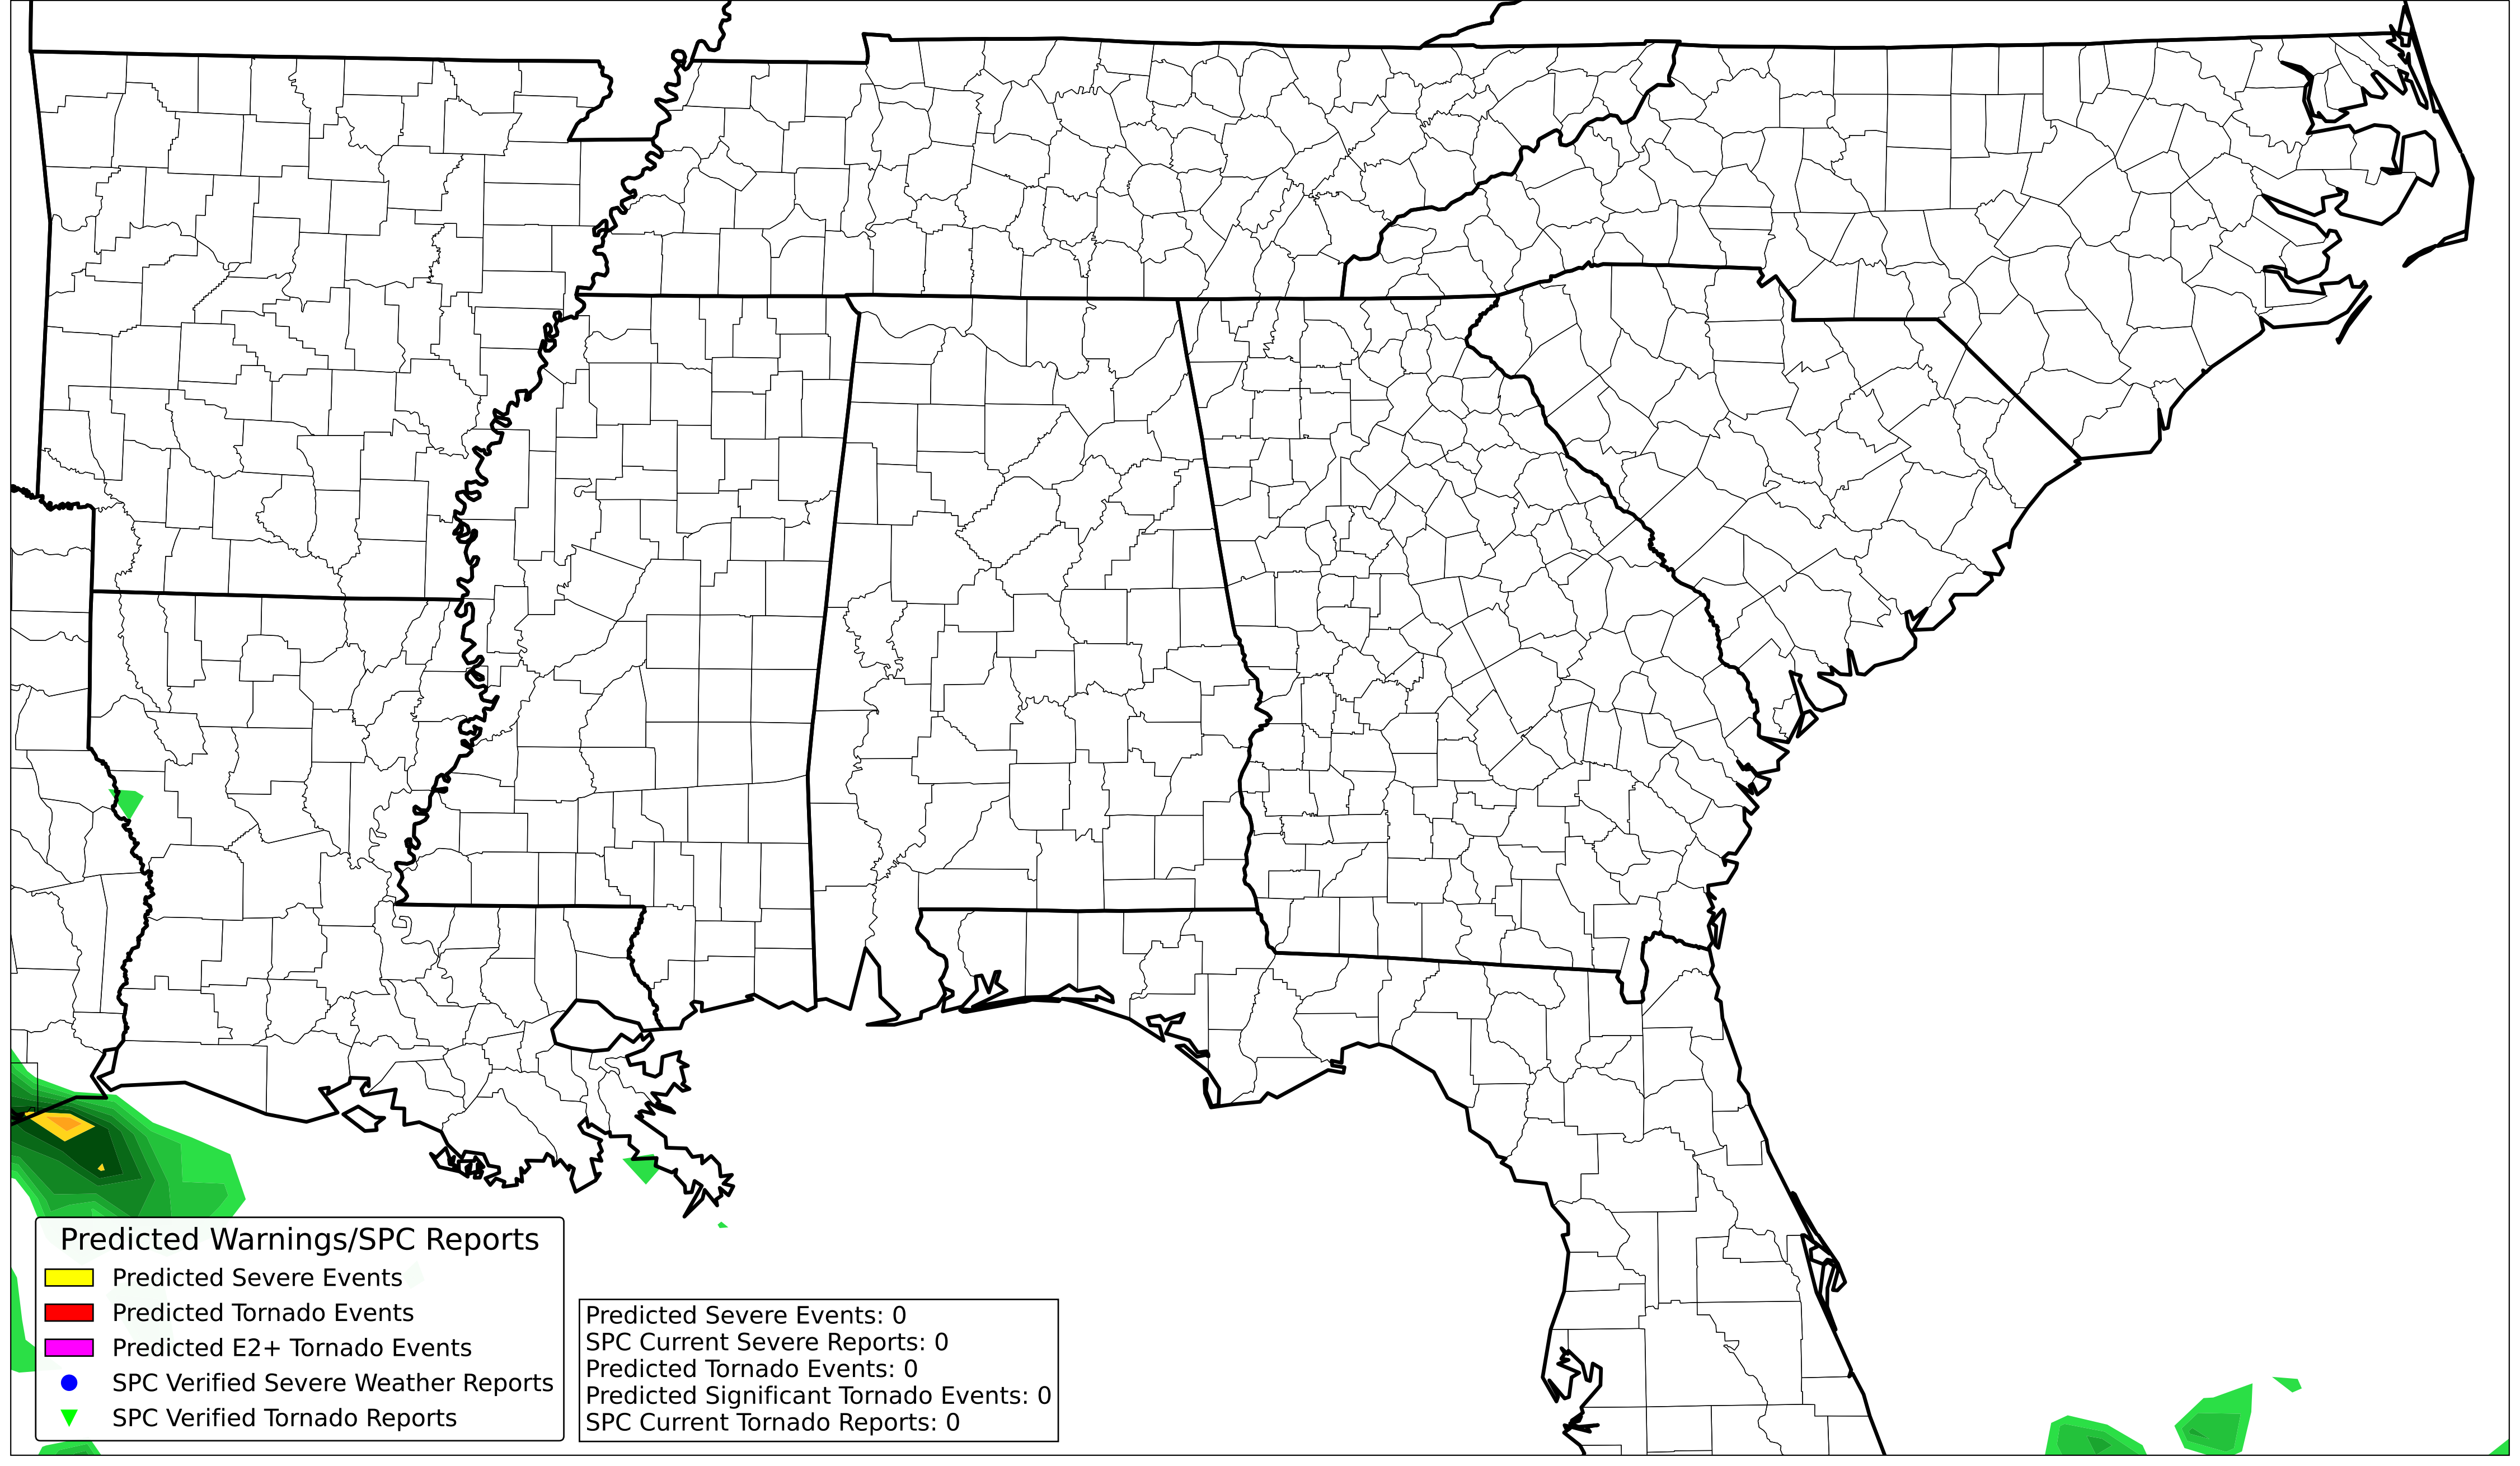 Predicted Warnings/SPC Reports
Predicted Severe Events
Predicted Tornado Events
Predicted E2+ Tornado Events
SPC Verified Severe Weather Reports
SPC Verified Tornado Reports
Predicted Severe Events: 0
SPC Current Severe Reports: 0
Predicted Tornado Events: 0
Predicted Significant Tornado Events: 0
SPC Current Tornado Reports: 0